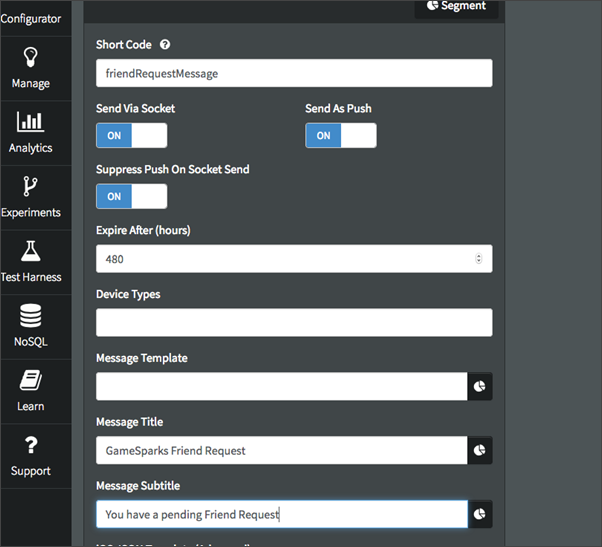 Configurator
Manage
Analytics
Experiments
Test Harness
NoSQL
Learn
? Support
Segment
Short Code ?
friendRequestMessage
Send Via Socket
Send As Push
ON
ON
Suppress Push On Socket Send
ON
Expire After (hours)
480
Device Types
Message Template
Message Title
GameSparks Friend Request
Message Subtitle
You have a pending Friend Request